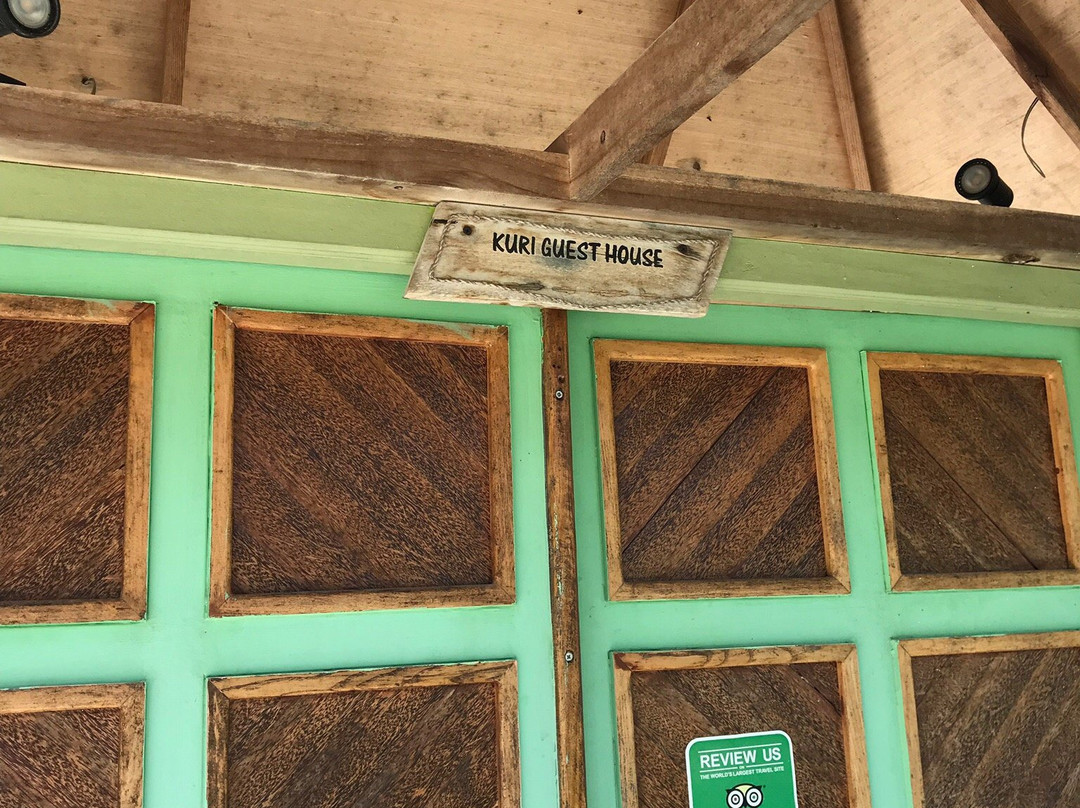 KURI GUEST HOUSE
REVIEW US
ON
THE WORLD'S LARGEST TRAVEL SITE